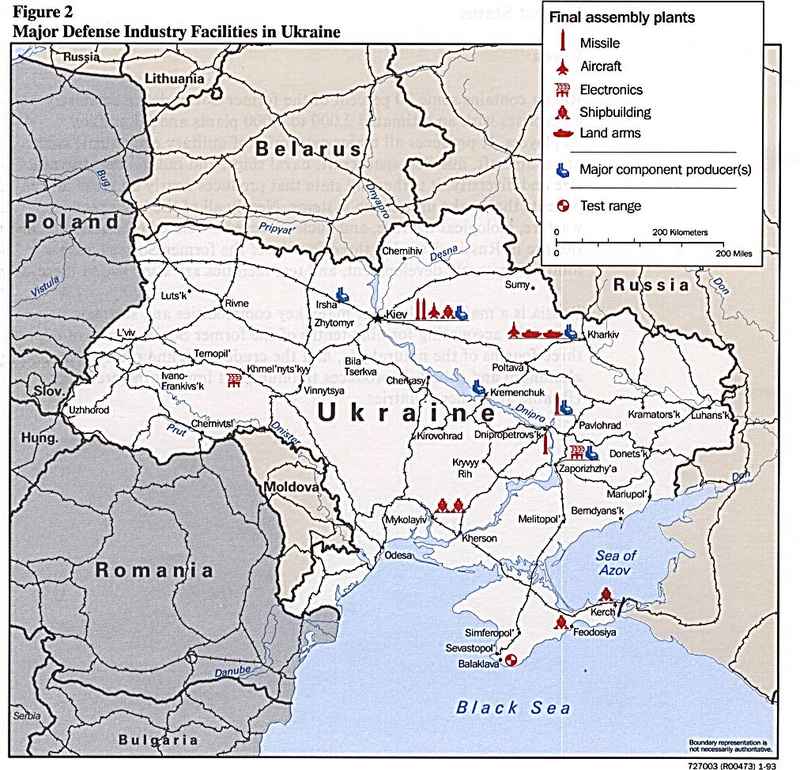 Figure 2
Major Defense Industry Facilities in Ukraine
Final assembly plants
Missile
Aircraft
Electronics
Shipbuilding
Land arms
Major component producer(s)
Test range
0
200 Kilometers
0
200 Miles
Russia
Lithuania
Belarus
Bug
Dnyapro
Poland
Pripyat'
Chernihiv
Desna
Vistula
Sumy
Russia
Don
Luts'k
Rivne
Irsha
Kiev
Zhytomyr
Kharkiv
L'viv
Ternopil'
Bila
Tserkva
Poltava
Khmel'nyts'kyy
Ivano-
Frankivs'k
Vinnytsya
Cherkasy
Kremenchuk
Slov.
Uzhhorod
Ukraine
Dnipro
Kramators'k
Luhans'k
Chernivtsi
Dnister
Pavlohrad
Hung.
Prut
Kirovohrad
Dnipropetrovs'k
Donets'k
Kryvyy
Rih
Zaporizhzhy'a
Don
Moldova
Mariupol'
Mykolayiv
Melitopol'
Berdyans'k
Kherson
Odesa
Sea of
Azov
Romania
Kerch
Simferopol'
Feodosiya
Sevastopol'
Balaklava
Danube
Black Sea
Serbia
Bulgaria
Boundary representation is
not necessarily authoritative.
727003 (R00473) 1-93